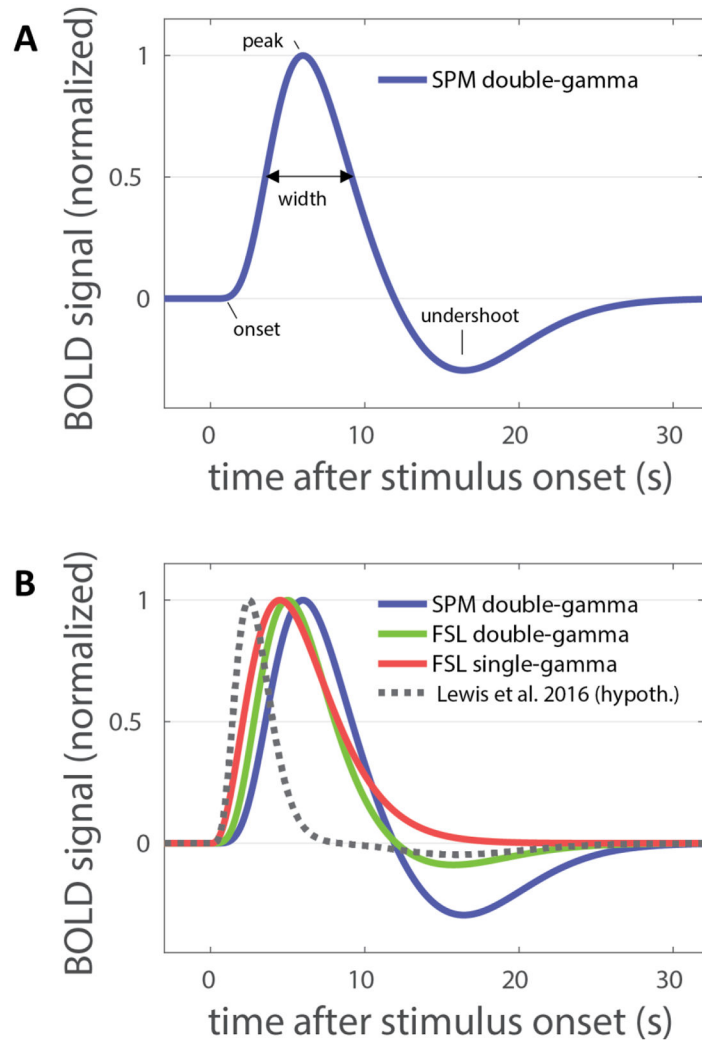 A
BOLD signal (normalized)
1
0.5
0
peak
SPM double-gamma
width
onset
undershoot
0
10
20
30
time after stimulus onset (s)
B
BOLD signal (normalized)
1
0.5
0
SPM double-gamma
FSL double-gamma
FSL single-gamma
Lewis et al. 2016 (hypoth.)
0
10
20
30
time after stimulus onset (s)